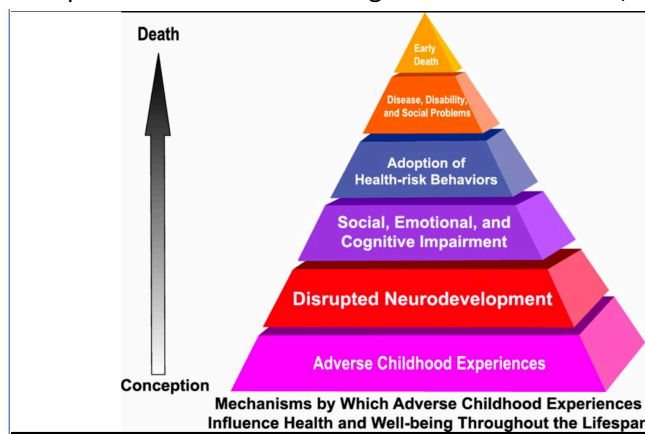 Death
Early
Death
Disease, Disability,
and Social Problems
Adoption of
Health-risk Behaviors
Social, Emotional, and
Cognitive Impairment
Disrupted Neurodevelopment
Adverse Childhood Experiences
Conception
Mechanisms by Which Adverse Childhood Experiences
Influence Health and Well-being Throughout the Lifespan